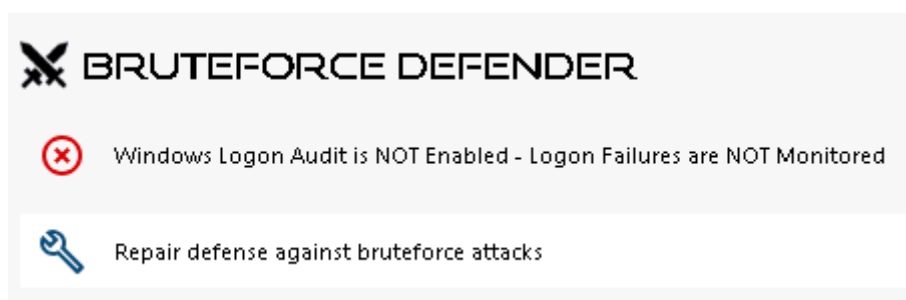 BRUTEFORCE DEFENDER
Windows Logon Audit is NOT Enabled - Logon Failures are NOT Monitored
Repair defense against bruteforce attacks